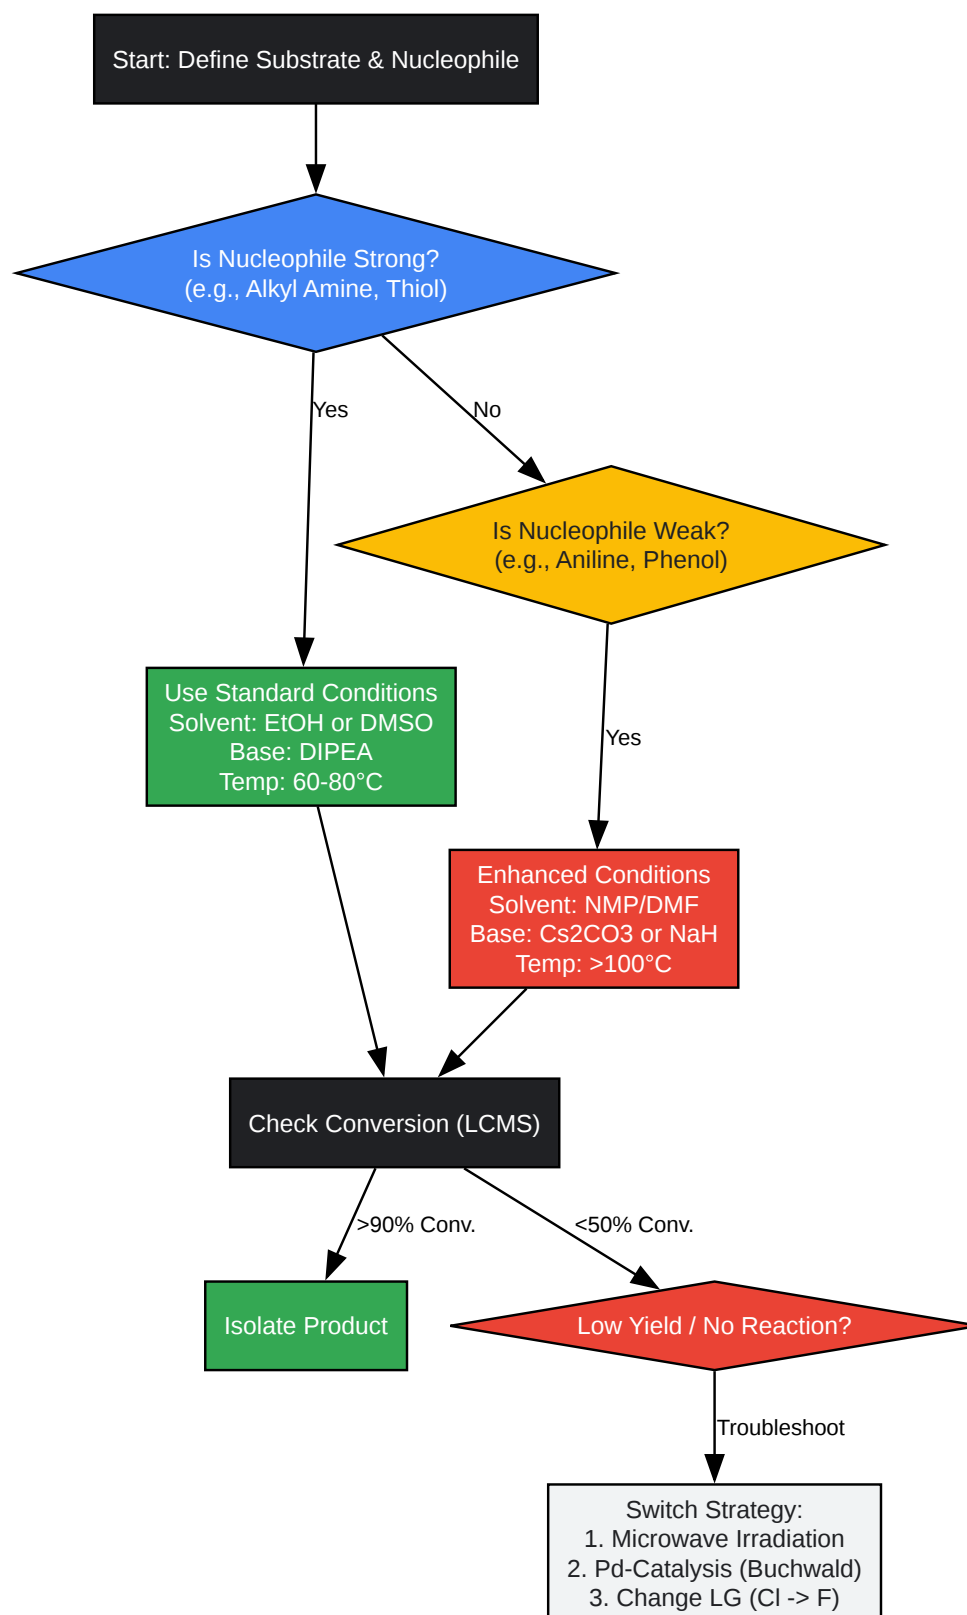 Start: Define Substrate & Nucleophile
Is Nucleophile Strong?
(e.g., Alkyl Amine, Thiol)
Yes
No
Is Nucleophile Weak?
(e.g., Aniline, Phenol)
Use Standard Conditions
Solvent: EtOH or DMSO
Base: DIPEA
Temp: 60-80°C
Yes
Enhanced Conditions
Solvent: NMP/DMF
Base: Cs2CO3 or NaH
Temp: >100°C
Check Conversion (LCMS)
>90% Conv.
<50% Conv.
Isolate Product
Low Yield / No Reaction?
Troubleshoot
Switch Strategy:
1. Microwave Irradiation
2. Pd-Catalysis (Buchwald)
3. Change LG (Cl -> F)